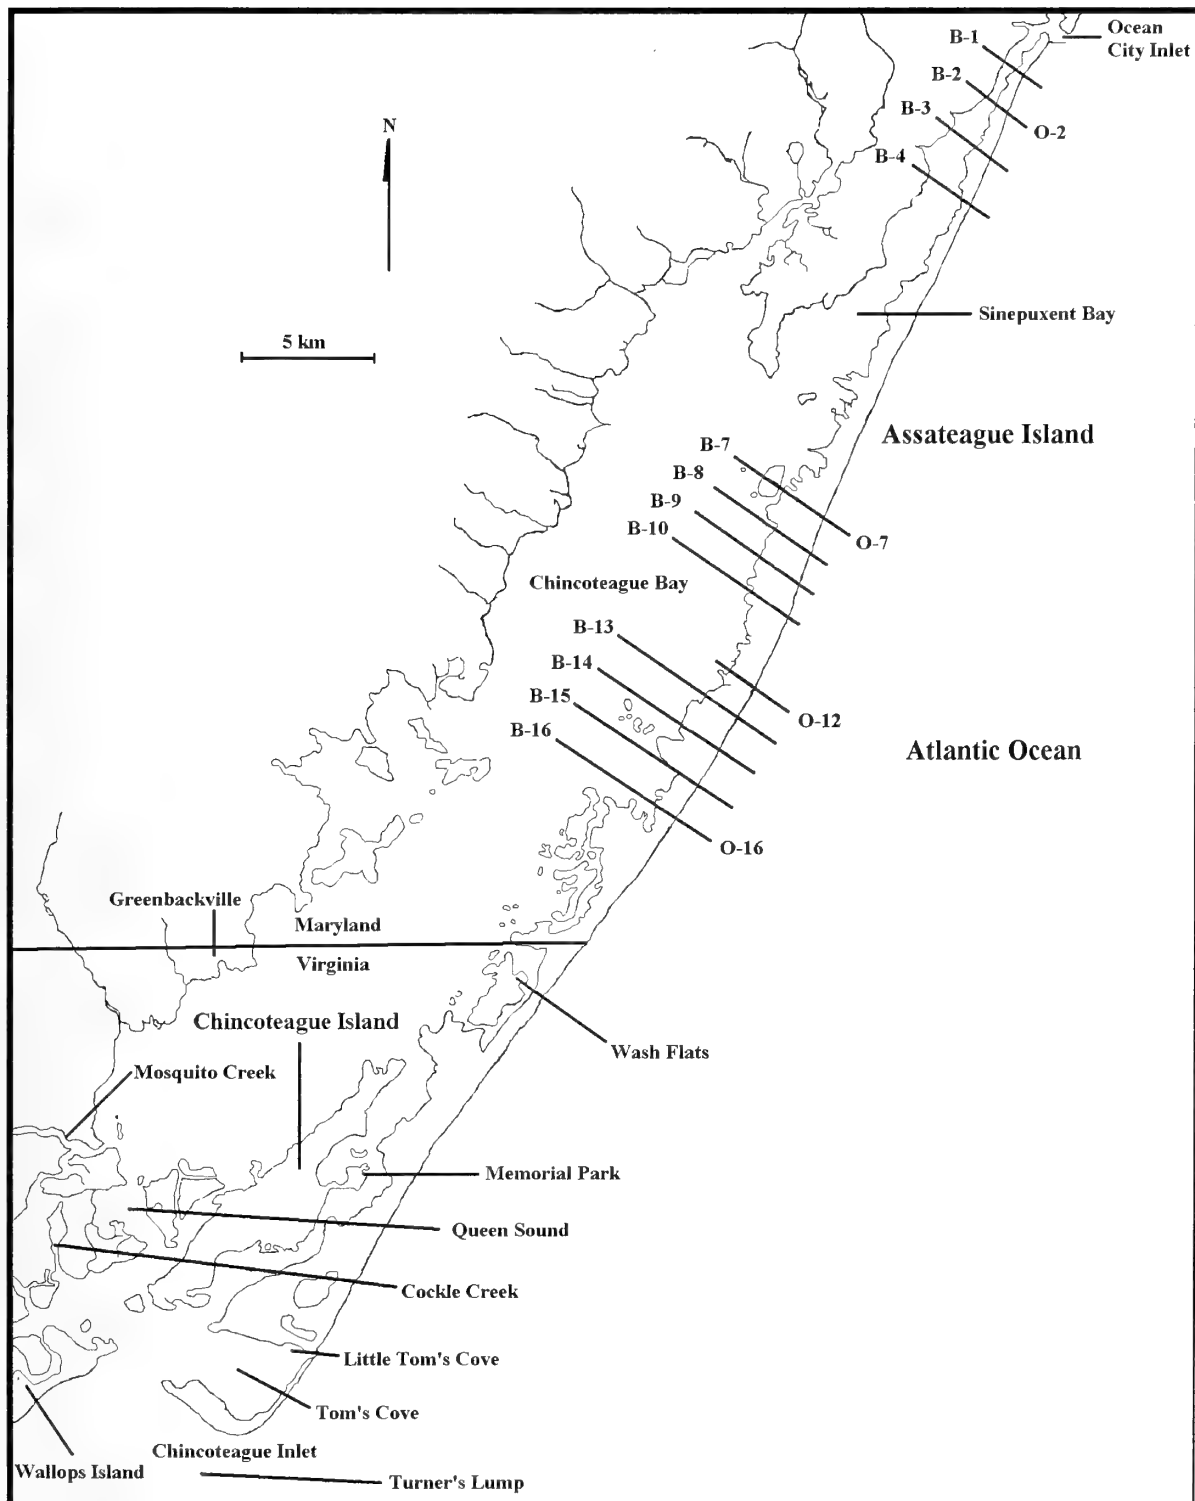 Ocean
City Inlet
B-1
B-2
B-3
O-2
N
B-4
Sinepuxent Bay
5 km
Assateague Island
B-7
B-8
B-9
B-10
O-7
Chincoteague Bay
B-13
B-14
B-15
O-12
B-16
Atlantic Ocean
O-16
Greenbackville
Maryland
Virginia
Chincoteague Island
Wash Flats
Mosquito Creek
Memorial Park
Queen Sound
Cockle Creek
Little Tom's Cove
Tom's Cove
Chincoteague Inlet
Wallops Island
Turner's Lump